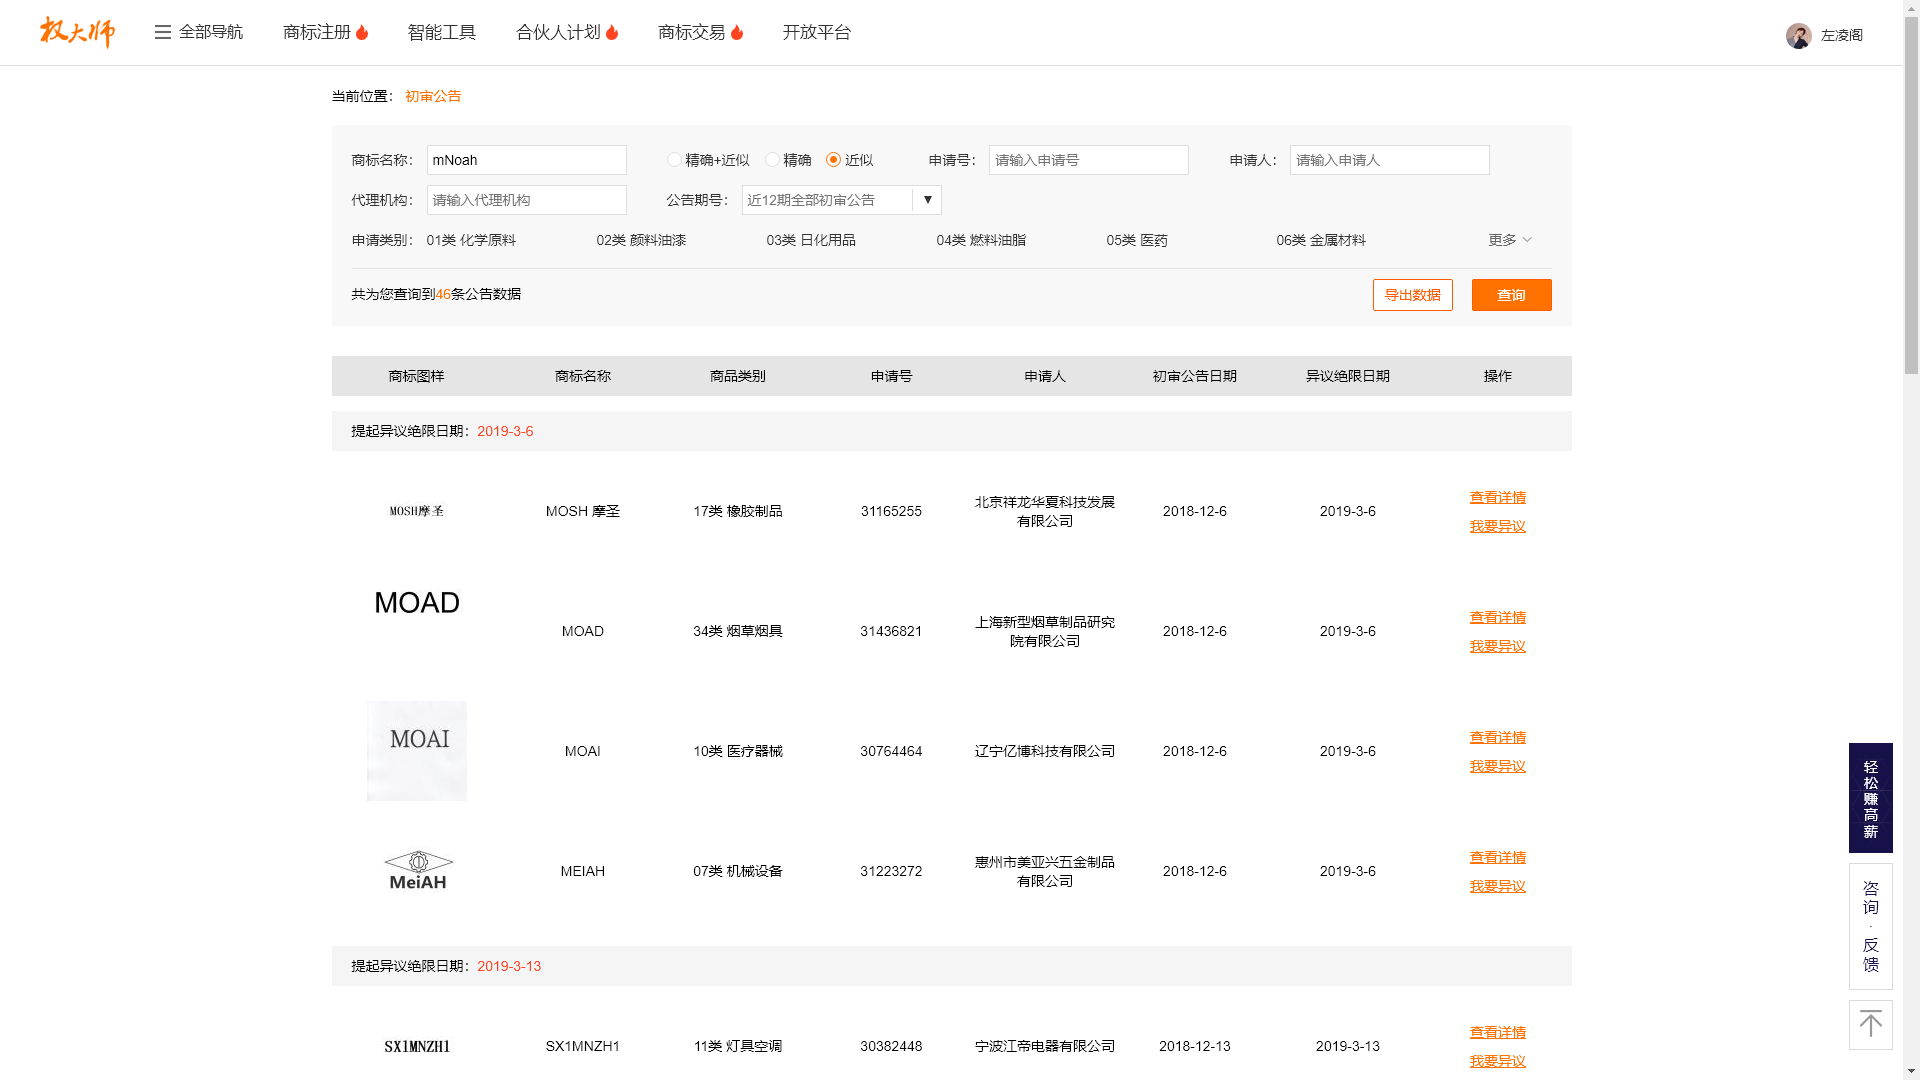 权大师 全部导航 商标注册 智能工具 合伙人计划 商标交易 开放平台 左凌阁
当前位置： 初审公告
商标名称： mNoah 精确+近似 精确 近似 申请号： 请输入申请号 申请人： 请输入申请人
代理机构： 请输入代理机构 公告期号： 近12期全部初审公告 ▼
申请类别： 01类 化学原料 02类 颜料油漆 03类 日化用品 04类 燃料油脂 05类 医药 06类 金属材料 更多
共为您查询到46条公告数据 导出数据 查询
商标图样 商标名称 商品类别 申请号 申请人 初审公告日期 异议绝限日期 操作
提起异议绝限日期：2019-3-6
MOSH摩圣 MOSH 摩圣 17类 橡胶制品 31165255 北京祥龙华夏科技发展 2018-12-6 2019-3-6 查看详情
有限公司 我要异议
MOAD MOAD 34类 烟草烟具 31436821 上海新型烟草制品研究 2018-12-6 2019-3-6 查看详情
院有限公司 我要异议
MOAI MOAI 10类 医疗器械 30764464 辽宁亿博科技有限公司 2018-12-6 2019-3-6 查看详情
我要异议
MeiAH MEIAH 07类 机械设备 31223272 惠州市美亚兴五金制品 2018-12-6 2019-3-6 查看详情
有限公司 我要异议
提起异议绝限日期：2019-3-13
SX1MNZH1 SX1MNZH1 11类 灯具空调 30382448 宁波江帝电器有限公司 2018-12-13 2019-3-13 查看详情
我要异议
轻松赚高薪
咨询·反馈